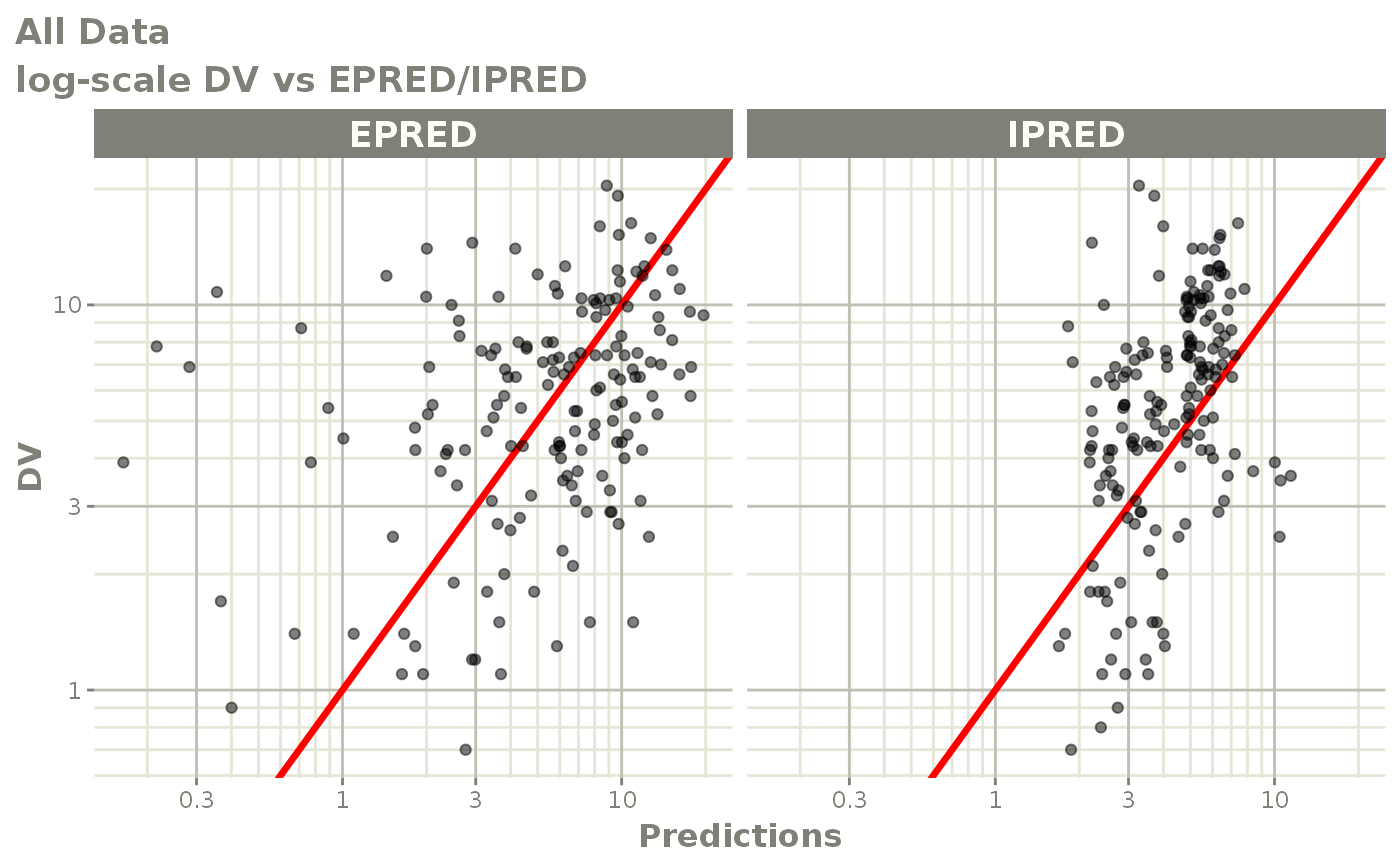 All Data
log-scale DV vs EPRED/IPRED
EPRED IPRED
DV
10
3
1
0.3 1 3 10 0.3 1 3 10
Predictions